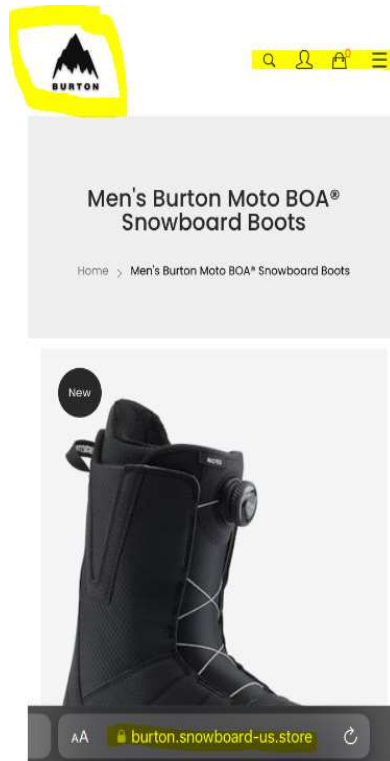 BURTON
0
Men's Burton Moto BOA®
Snowboard Boots
Home > Men's Burton Moto BOA® Snowboard Boots
New
MOTO
AA burton.snowboard-us.store